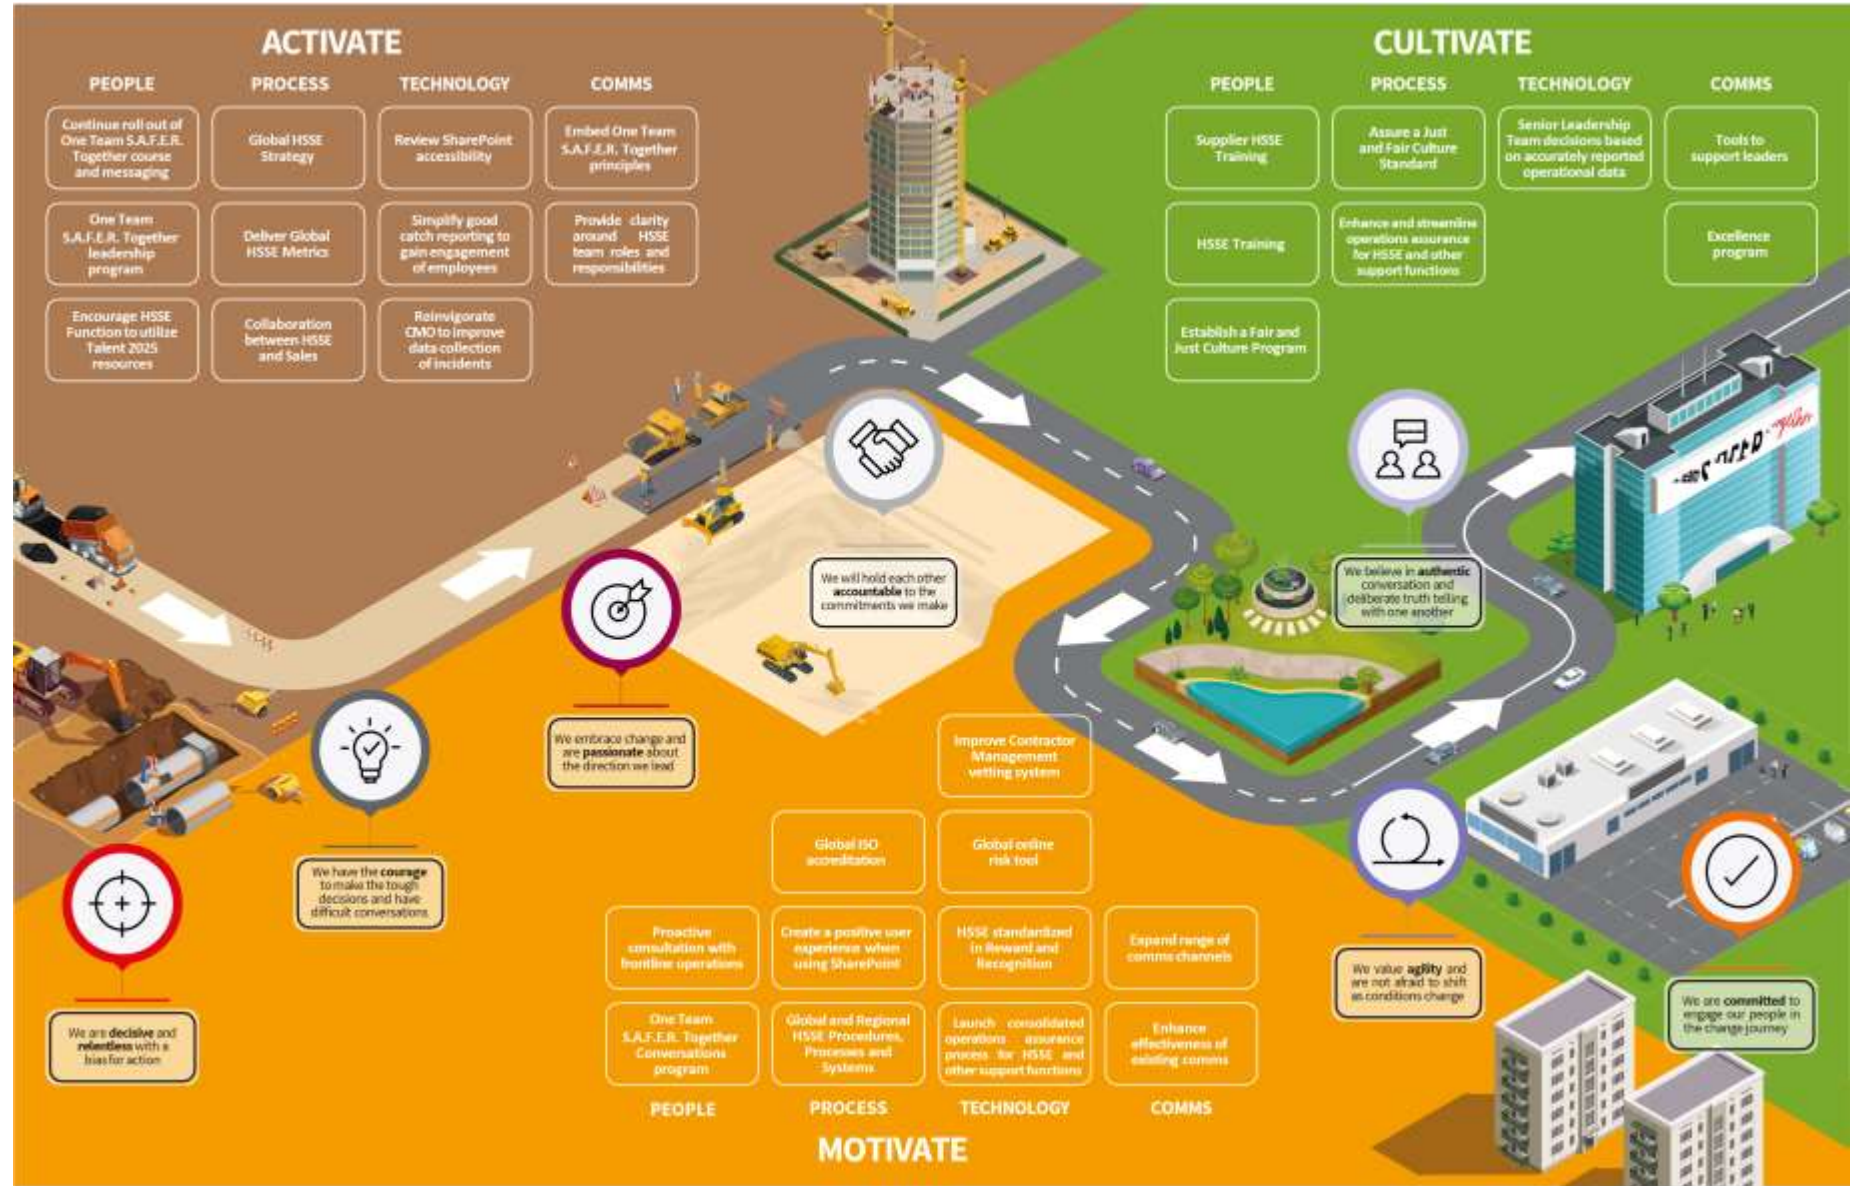 ACTIVATE
PEOPLE
Continue roll out of
One Team S.A.F.E.R.
Together course
and messaging
One Team
S.A.F.E.R. Together
leadership
program
Encourage HSSE
Function to utilize
Talent 2025
resources
PROCESS
Global HSSE
Strategy
Deliver Global
HSSE Metrics
Collaboration
between HSSE
and Sales
TECHNOLOGY
Review SharePoint
accessibility
Simplify good
catch reporting to
gain engagement
of employees
Reinvigorate
CMO to improve
data collection
of incidents
COMMS
Embed One Team
S.A.F.E.R. Together
principles
Provide clarity
around HSSE
team roles and
responsibilities
CULTIVATE
PEOPLE
Supplier HSSE
Training
HSSE Training
Establish a Fair and
Just Culture Program
PROCESS
Assure a Just
and Fair Culture
Standard
Enhance and streamline
operations assurance
for HSSE and other
support functions
TECHNOLOGY
Senior Leadership
Team decisions based
on accurately reported
operational data
COMMS
Tools to
support leaders
Excellence
program
We will hold each other
accountable to the
commitments we make
We believe in authentic
conversation and
deliberate truth telling
with one another
We embrace change and
are passionate about
the direction we lead
We have the courage
to make the tough
decisions and have
difficult conversations
We are decisive and
relentless with a
bias for action
We value agility and
are not afraid to shift
as conditions change
We are committed to
engage our people in
the change journey
Proactive
consultation with
frontline operations
One Team
S.A.F.E.R. Together
Conversations
program
PEOPLE
Global ISO
accreditation
Create a positive user
experience when
using SharePoint
Global and Regional
HSSE Procedures,
Processes and
Systems
PROCESS
Improve Contractor
Management
vetting system
Global online
risk tool
HSSE standardized
in Reward and
Recognition
Launch consolidated
operations assurance
process for HSSE and
other support functions
TECHNOLOGY
Expand range of
comms channels
Enhance
effectiveness of
existing comms
COMMS
MOTIVATE